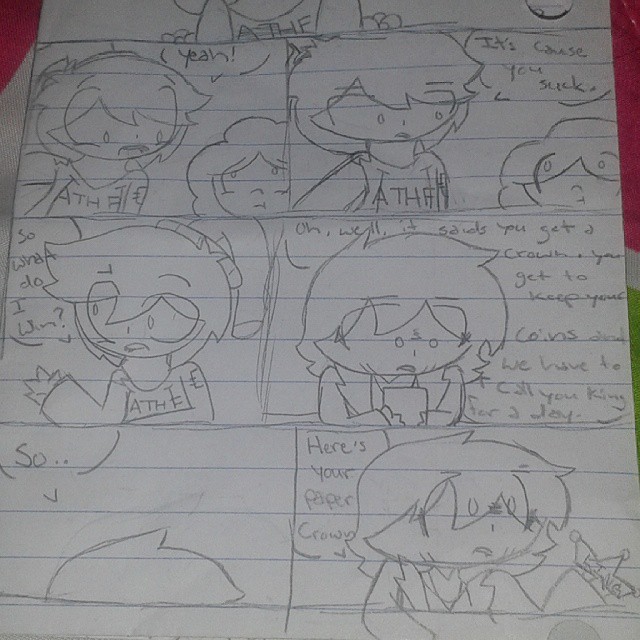 ATHF
Yeah!
ATHF
It's Cause
you
suck.
ATHF
So
what
do
I
win?
ATHF
Oh, well, it sauds you get a
Crown, you
get to
keep your
Coins and
we have to
Call you King
for a day.
So..
Here's
your
paper
Crown